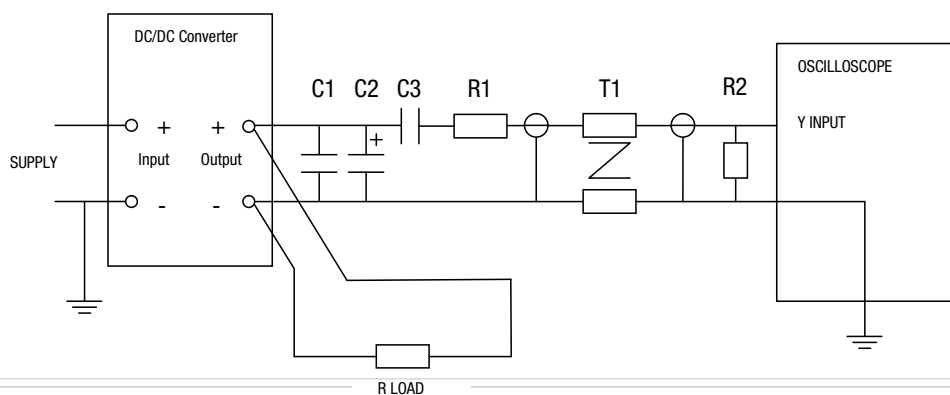 DC/DC Converter
OSCILLOSCOPE
C1 C2 C3 R1 T1 R2
+
Y INPUT
+ +
SUPPLY
Input Output
- -
R LOAD